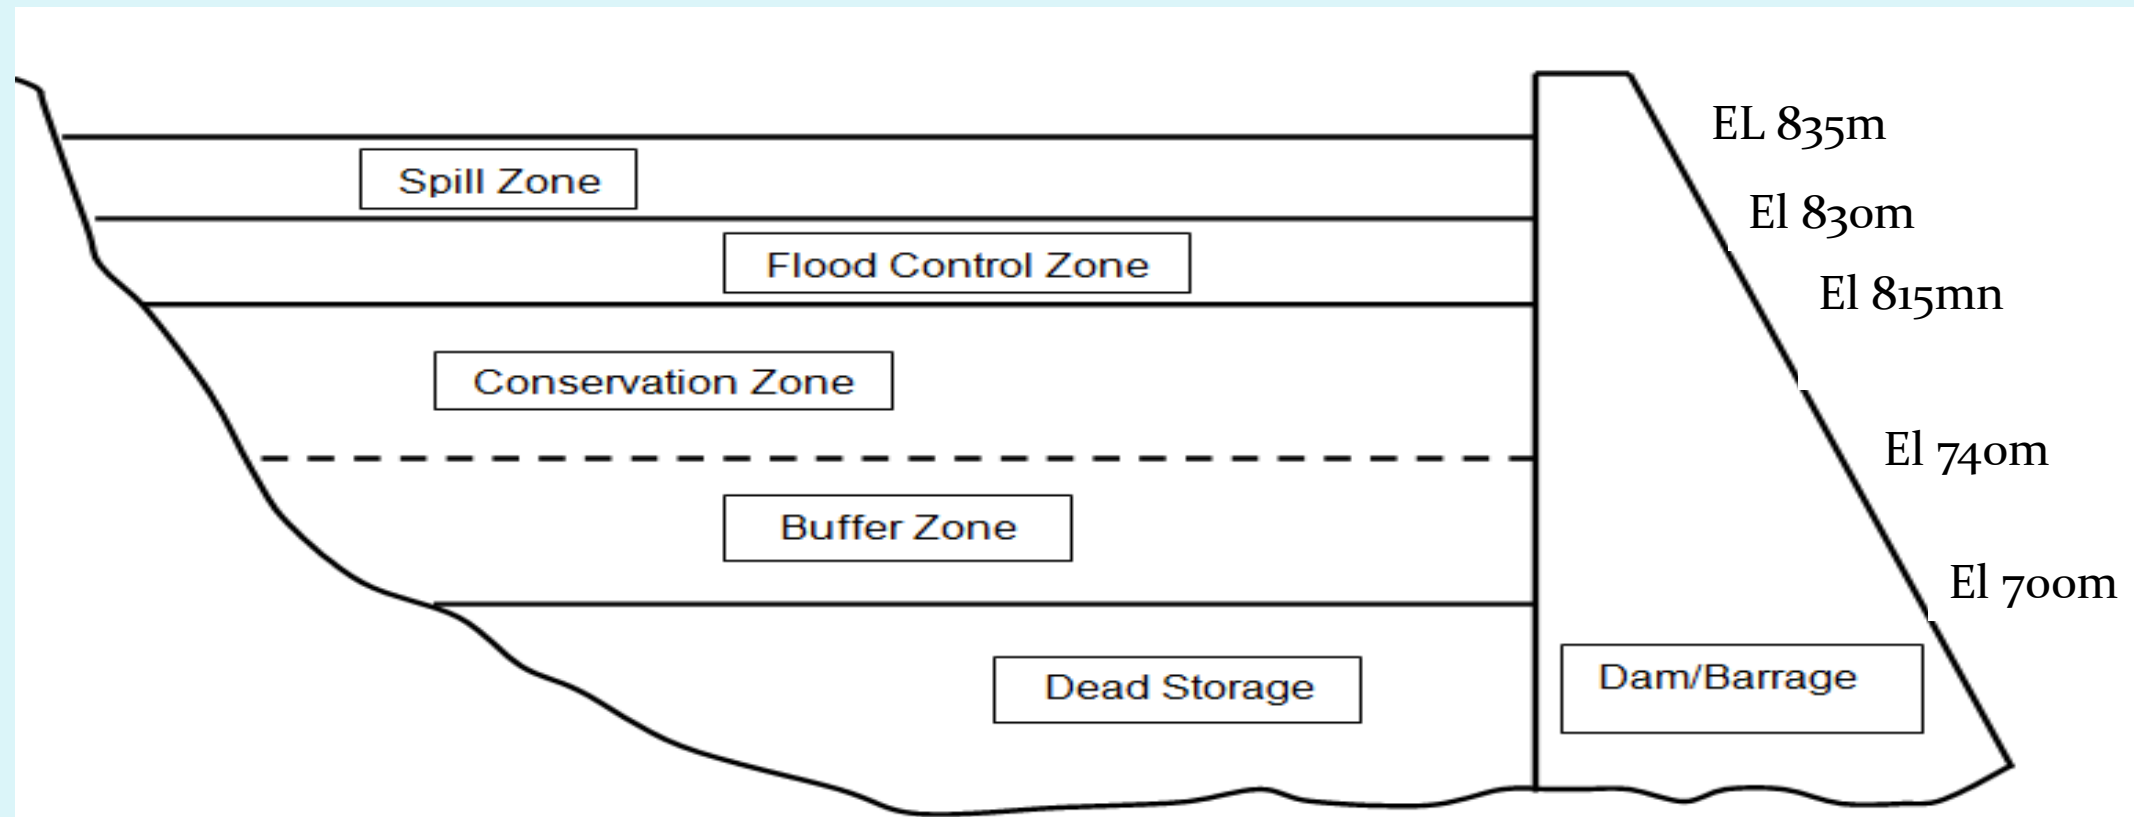 EL 835m
Spill Zone
El 830m
Flood Control Zone
El 815mn
Conservation Zone
El 740m
Buffer Zone
El 700m
Dead Storage
Dam/Barrage